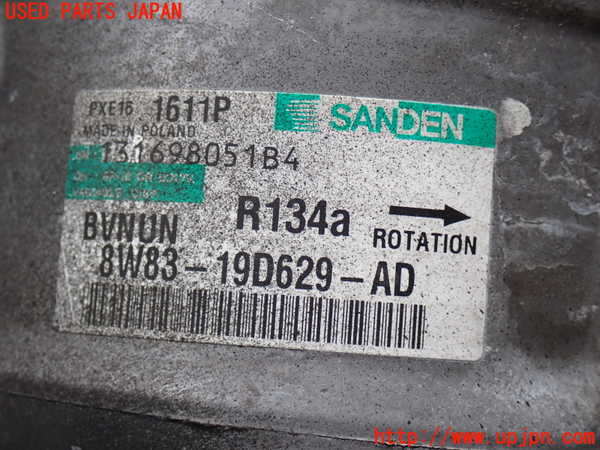 USED PARTS JAPAN
PXE16 1611P
SANDEN
MADE IN POLAND
131698051B4
R134a
ROTATION
BVNUN
8W83-19D629-AD
http://www.upjpn.com